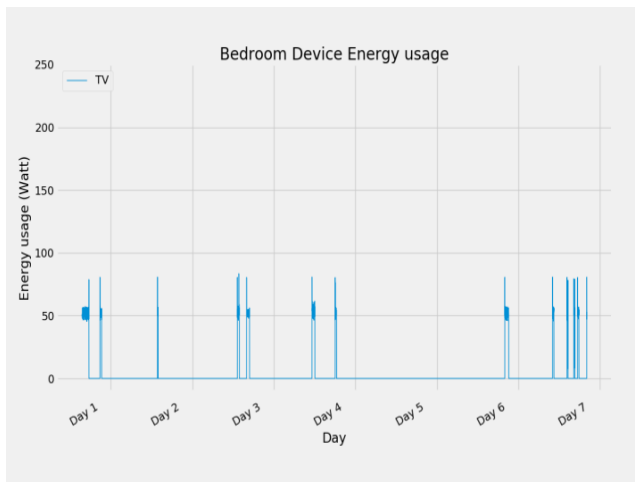 Bedroom Device Energy usage
TV
Energy usage (Watt)
250
200
150
100
50
0
Day 1
Day 2
Day 3
Day 4
Day 5
Day 6
Day 7
Day